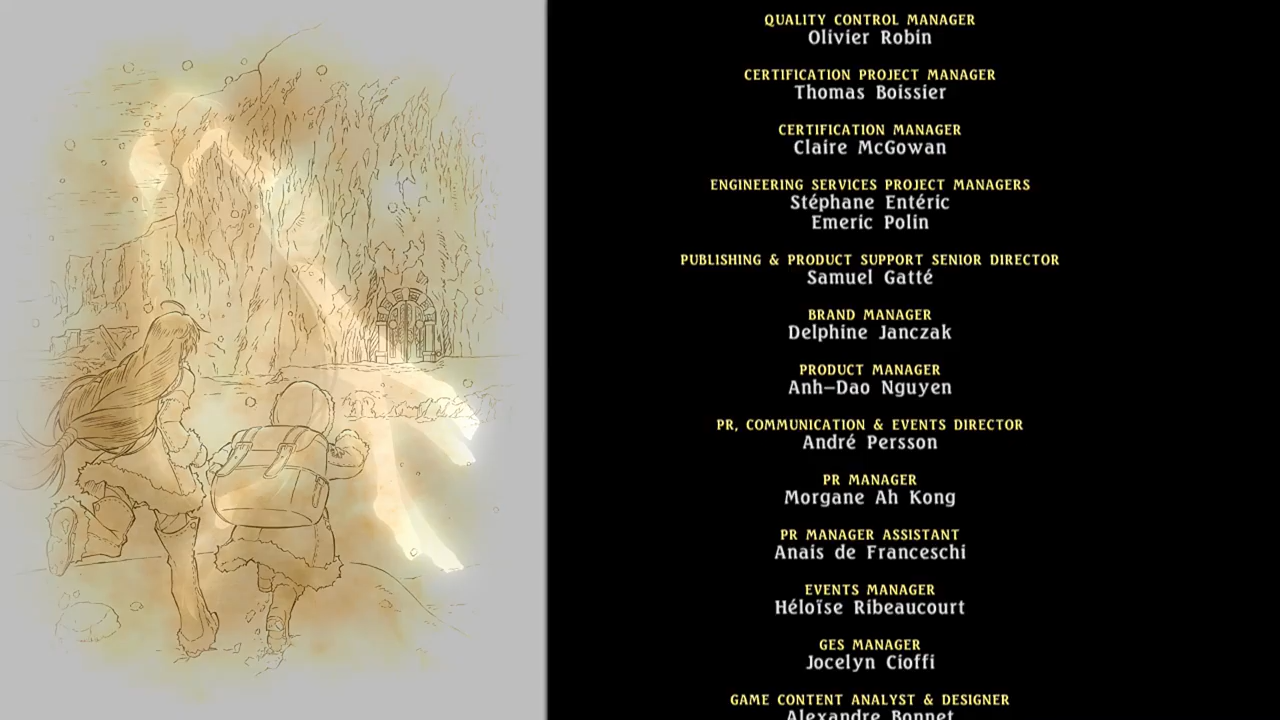 QUALITY CONTROL MANAGER
Olivier Robin
CERTIFICATION PROJECT MANAGER
Thomas Boissier
CERTIFICATION MANAGER
Claire McGowan
ENGINEERING SERVICES PROJECT MANAGERS
Stéphane Entéric
Emeric Polin
PUBLISHING & PRODUCT SUPPORT SENIOR DIRECTOR
Samuel Gatté
BRAND MANAGER
Delphine Janczak
PRODUCT MANAGER
Anh-Dao Nguyen
PR, COMMUNICATION & EVENTS DIRECTOR
André Persson
PR MANAGER
Morgane Ah Kong
PR MANAGER ASSISTANT
Anais de Franceschi
EVENTS MANAGER
Héloïse Ribeaucourt
GES MANAGER
Jocelyn Cioffi
GAME CONTENT ANALYST & DESIGNER
Alexandre Bonnet